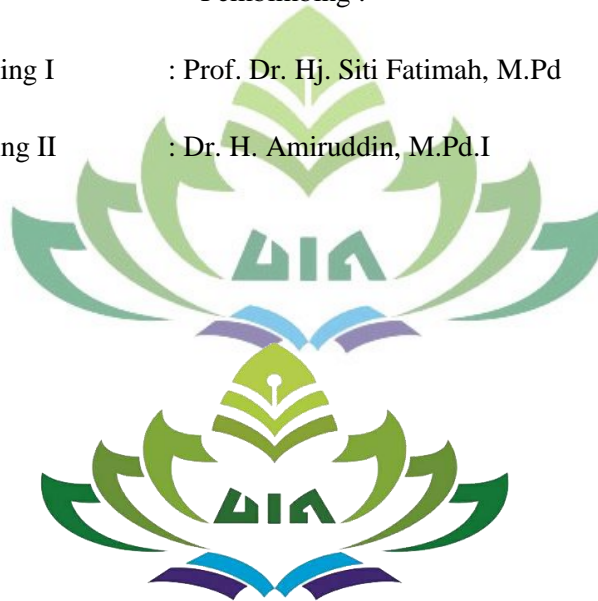 ing I : Prof. Dr. Hj. Siti Fatimah, M.Pd
ng II : Dr. H. Amiruddin, M.Pd.I
UIN
UIN